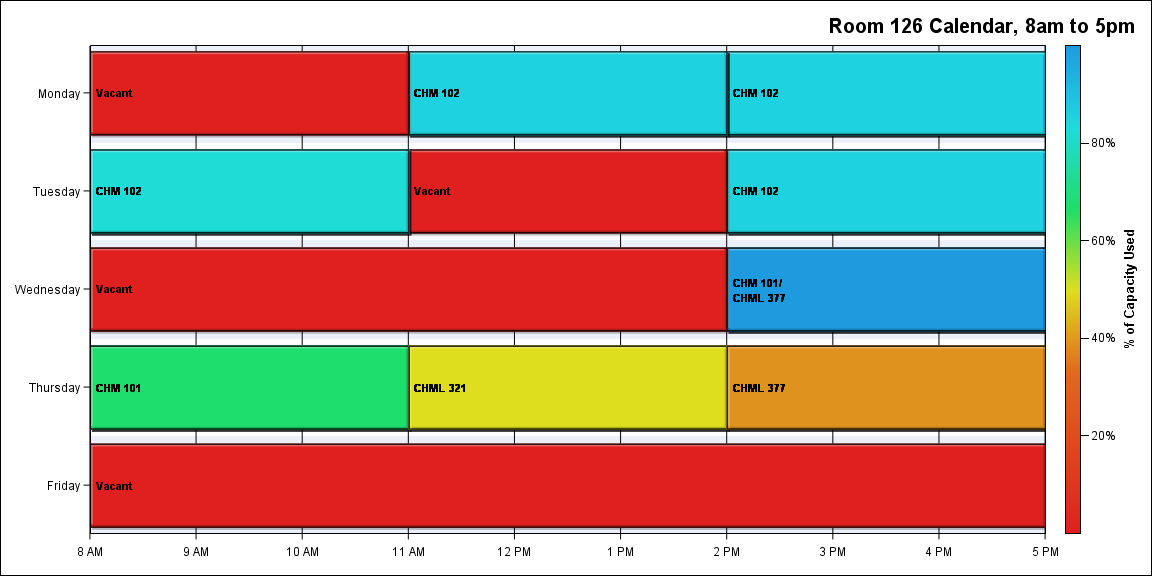 Room 126 Calendar, 8am to 5pm
Monday
Vacant
CHM 102
CHM 102
Tuesday
CHM 102
Vacant
CHM 102
Wednesday
Vacant
CHM 101/
CHML 377
Thursday
CHM 101
CHML 321
CHML 377
Friday
Vacant
8 AM
9 AM
10 AM
11 AM
12 PM
1 PM
2 PM
3 PM
4 PM
5 PM
80%
60%
40%
20%
% of Capacity Used